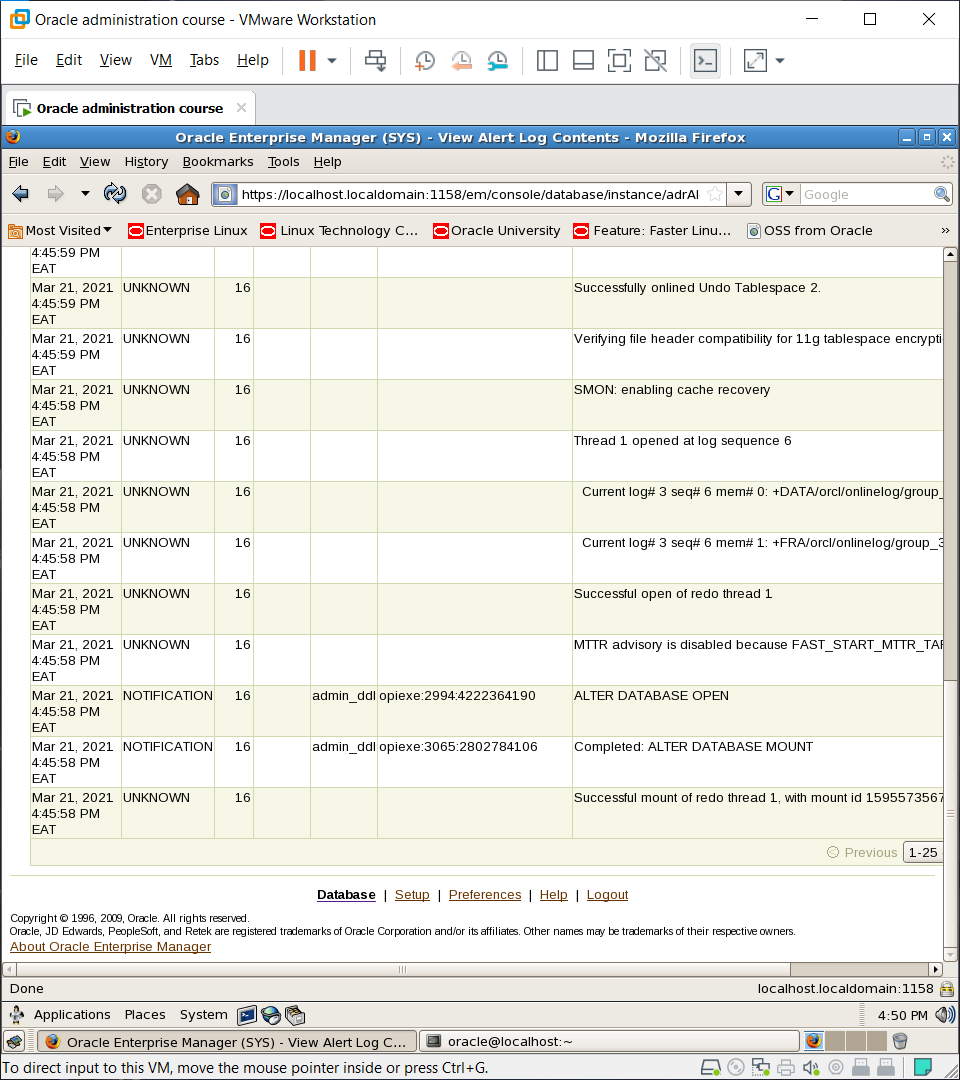 Oracle administration course - VMware Workstation
File Edit View VM Tabs Help
Oracle administration course
Oracle Enterprise Manager (SYS) - View Alert Log Contents - Mozilla Firefox
File Edit View History Bookmarks Tools Help
https://localhost.localdomain:1158/em/console/database/instance/adrAl
G Google
Most Visited Enterprise Linux Linux Technology C... Oracle University Feature: Faster Linu... OSS from Oracle »
4:45:59 PM
EAT
Mar 21, 2021 UNKNOWN 16 Successfully onlined Undo Tablespace 2.
4:45:59 PM
EAT
Mar 21, 2021 UNKNOWN 16 Verifying file header compatibility for 11g tablespace encrypti
4:45:59 PM
EAT
Mar 21, 2021 UNKNOWN 16 SMON: enabling cache recovery
4:45:58 PM
EAT
Mar 21, 2021 UNKNOWN 16 Thread 1 opened at log sequence 6
4:45:58 PM
EAT
Mar 21, 2021 UNKNOWN 16 Current log# 3 seq# 6 mem# 0: +DATA/orcl/onlinelog/group_
4:45:58 PM
EAT
Mar 21, 2021 UNKNOWN 16 Current log# 3 seq# 6 mem# 1: +FRA/orcl/onlinelog/group_3
4:45:58 PM
EAT
Mar 21, 2021 UNKNOWN 16 Successful open of redo thread 1
4:45:58 PM
EAT
Mar 21, 2021 UNKNOWN 16 MTTR advisory is disabled because FAST_START_MTTR_TAR
4:45:58 PM
EAT
Mar 21, 2021 NOTIFICATION 16 admin_ddl opiexe:2994:4222364190 ALTER DATABASE OPEN
4:45:58 PM
EAT
Mar 21, 2021 NOTIFICATION 16 admin_ddl opiexe:3065:2802784106 Completed: ALTER DATABASE MOUNT
4:45:58 PM
EAT
Mar 21, 2021 UNKNOWN 16 Successful mount of redo thread 1, with mount id 1595573567
4:45:58 PM
EAT
Previous 1-25
Database | Setup | Preferences | Help | Logout
Copyright © 1996, 2009, Oracle. All rights reserved.
Oracle, JD Edwards, PeopleSoft, and Retek are registered trademarks of Oracle Corporation and/or its affiliates. Other names may be trademarks of their respective owners.
About Oracle Enterprise Manager
Done localhost.localdomain:1158
Applications Places System 4:50 PM
Oracle Enterprise Manager (SYS) - View Alert Log C... oracle@localhost:~
To direct input to this VM, move the mouse pointer inside or press Ctrl+G.